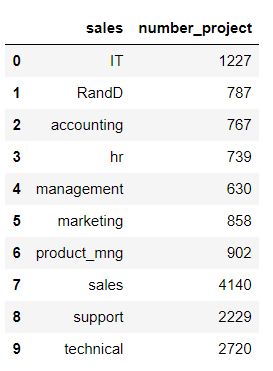 sales number_project
0 IT 1227
1 RandD 787
2 accounting 767
3 hr 739
4 management 630
5 marketing 858
6 product_mng 902
7 sales 4140
8 support 2229
9 technical 2720